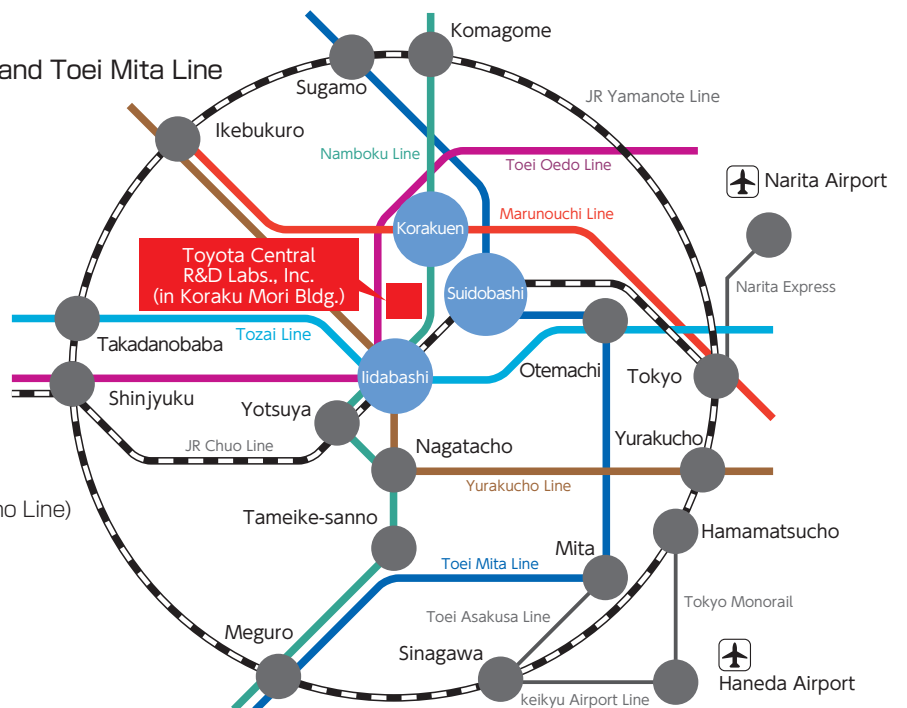 Komagome
and Toei Mita Line
Sugamo
JR Yamanote Line
Ikebukuro
Namboku Line
Toei Oedo Line
Narita Airport
Marunouchi Line
Korakuen
Toyota Central
R&D Labs., Inc.
(in Koraku Mori Bldg.)
Suidobashi
Narita Express
Tozai Line
Takadanobaba
Otemachi
Iidabashi
Tokyo
Shinjyuku
Yotsuya
JR Chuo Line
Nagatacho
Yurakucho
Yurakucho Line
ho Line)
Tameike-sanno
Hamamatsucho
Mita
Toei Mita Line
Tokyo Monorail
Toei Asakusa Line
Meguro
Sinagawa
Haneda Airport
keikyu Airport Line